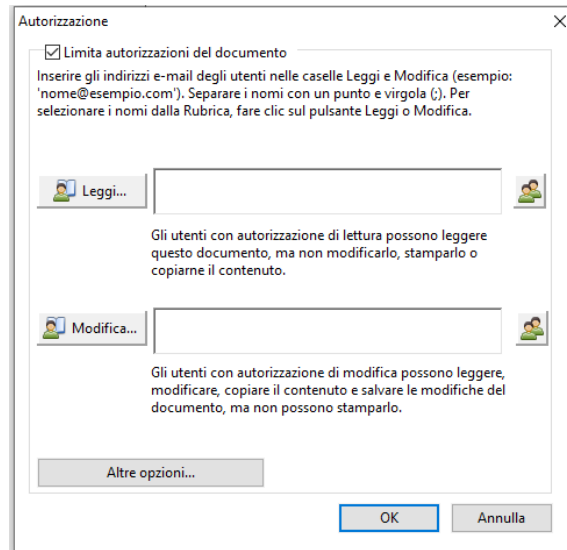 Autorizzazione
Limita autorizzazioni del documento
Inserire gli indirizzi e-mail degli utenti nelle caselle Leggi e Modifica (esempio:
'nome@esempio.com'). Separare i nomi con un punto e virgola (;). Per
selezionare i nomi dalla Rubrica, fare clic sul pulsante Leggi o Modifica.
Leggi...
Gli utenti con autorizzazione di lettura possono leggere
questo documento, ma non modificarlo, stamparlo o
copiarne il contenuto.
Modifica...
Gli utenti con autorizzazione di modifica possono leggere,
modificare, copiare il contenuto e salvare le modifiche del
documento, ma non possono stamparlo.
Altre opzioni...
OK
Annulla